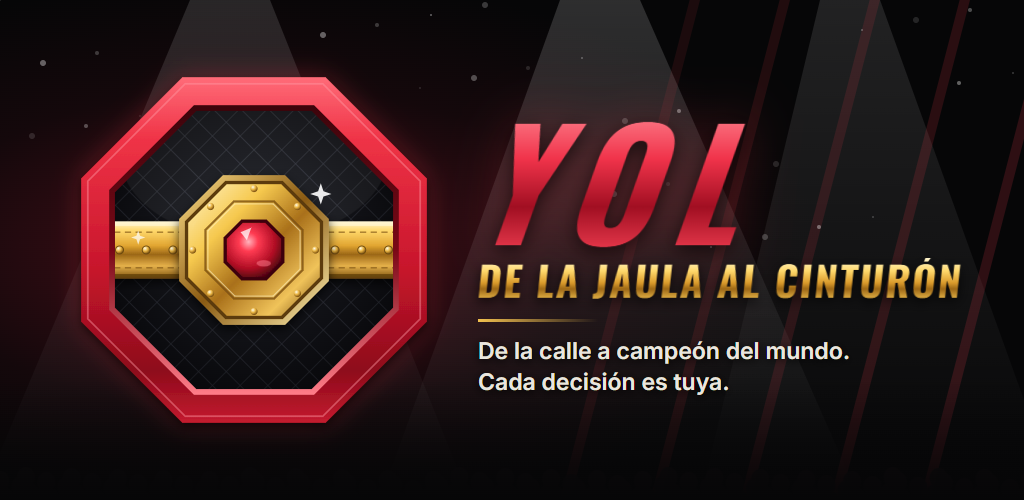 YOL
DE LA JAULA AL CINTURÓN
De la calle a campeón del mundo.
Cada decisión es tuya.